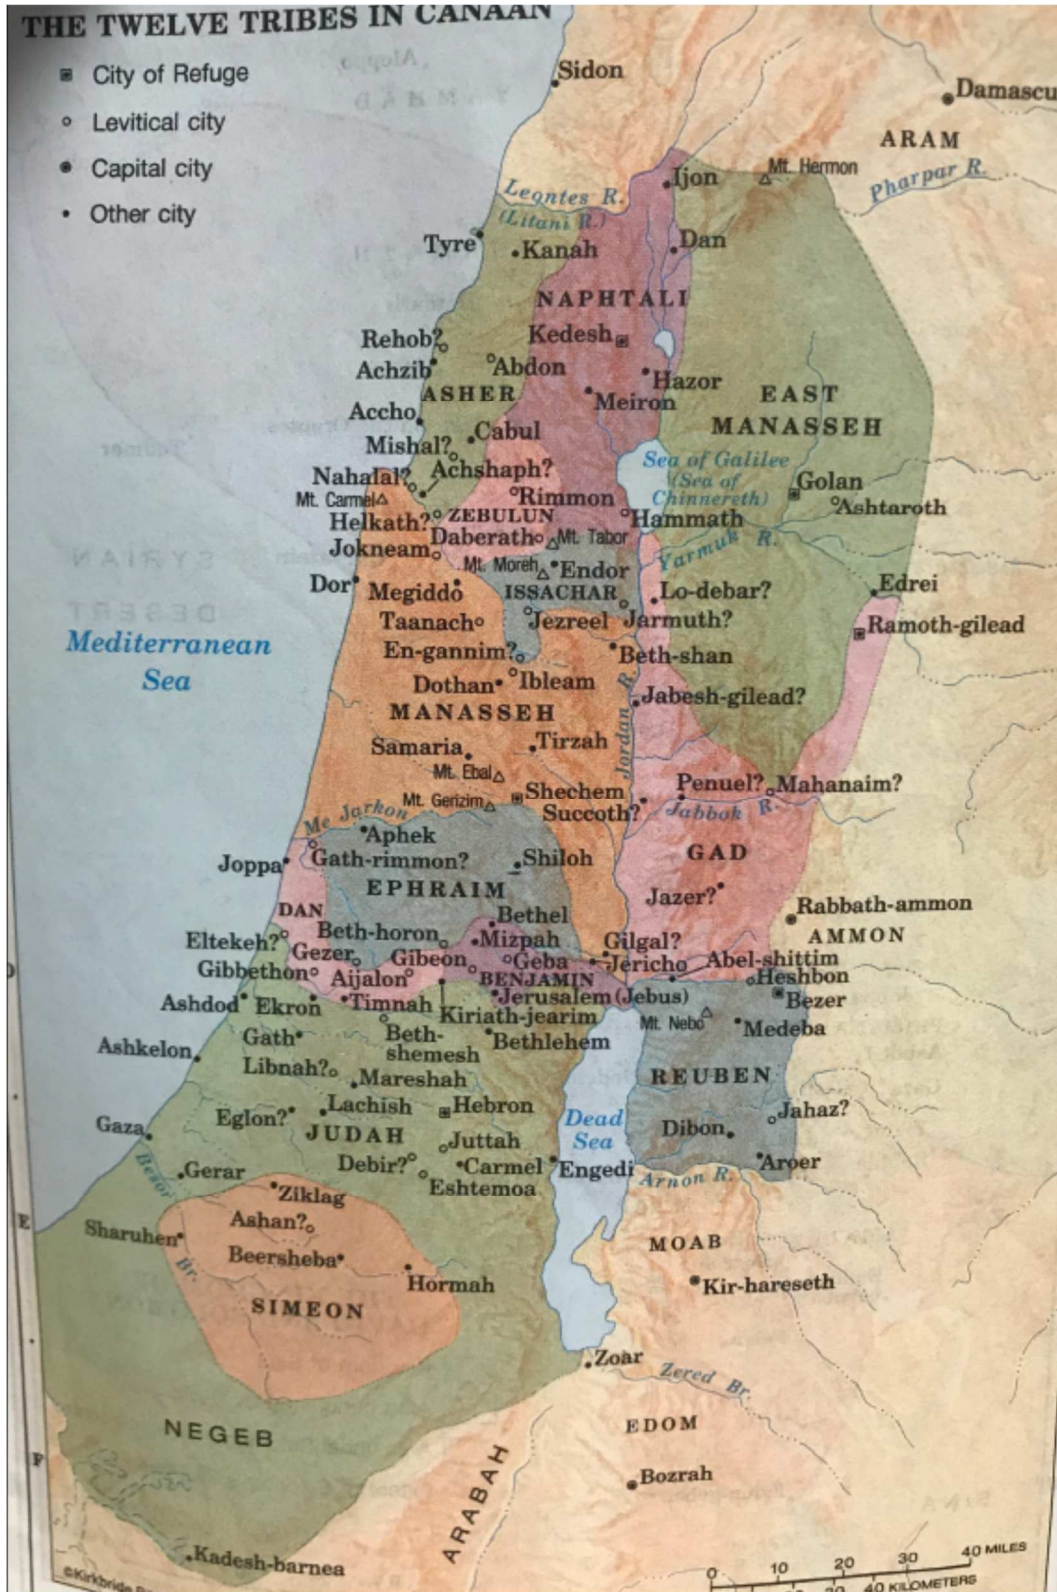 THE TWELVE TRIBES IN CANAAN
City of Refuge
Levitical city
Capital city
Other city
Sidon
Damascu
ARAM
Mt. Hermon
Pharpar R.
Ijon
Leontes R.
(Litani R.)
Tyre
Kanah
Dan
NAPHTALI
Rehob?
Kedesh
Achzib
Abdon
Hazor
ASHER
Meiron
EAST
MANASSEH
Accho
Cabul
Mishal?
Achshaph?
Sea of Galilee
(Sea of
Chinnereth)
Nahalal?
Golan
Mt. Carmel
Rimmon
Ashtaroth
Helkath?
ZEBULUN
Hammath
Daberath
Mt. Tabor
Yarmuk R.
Jokneam
Mt. Moreh
Endor
Dor
Megiddo
ISSACHAR
Lo-debar?
Edrei
Taanach
Jezreel
Jarmuth?
Ramoth-gilead
Mediterranean
Sea
En-gannim?
Beth-shan
Dothan
Ibleam
Jabesh-gilead?
MANASSEH
Jordan R.
Samaria
Tirzah
Mt. Ebal
Penuel?
Mahanaim?
Mt. Gerizim
Shechem
Succoth?
Jabbok R.
Me Jarkon
Aphek
Joppa
Gath-rimmon?
Shiloh
GAD
EPHRAIM
Jazer?
DAN
Bethel
Rabbath-ammon
AMMON
Eltekeh?
Beth-horon
Mizpah
Gilgal?
Gezer
Gibeon
Geba
Jericho
Abel-shittim
Gibbethon
Aijalon
BENJAMIN
Heshbon
Ashdod
Ekron
Timnah
Jerusalem (Jebus)
Bezer
Kiriath-jearim
Mt. Nebo
Medeba
Gath
Beth-
shemesh
Bethlehem
Ashkelon
Libnah?
Mareshah
REUBEN
Eglon?
Lachish
Hebron
Dead
Sea
Jahaz?
Gaza
JUDAH
Juttah
Dibon
Debir?
Carmel
Engedi
Aroer
Gerar
Eshtemoa
Arnon R.
Besor
Br.
Ziklag
Ashan?
E
Sharuhen
MOAB
Beersheba
Hormah
Kir-hareseth
SIMEON
Zoar
Zered Br.
NEGEB
EDOM
F
ARABAH
Bozrah
Kadesh-barnea
0 10 20 30 40 MILES
40 KILOMETERS